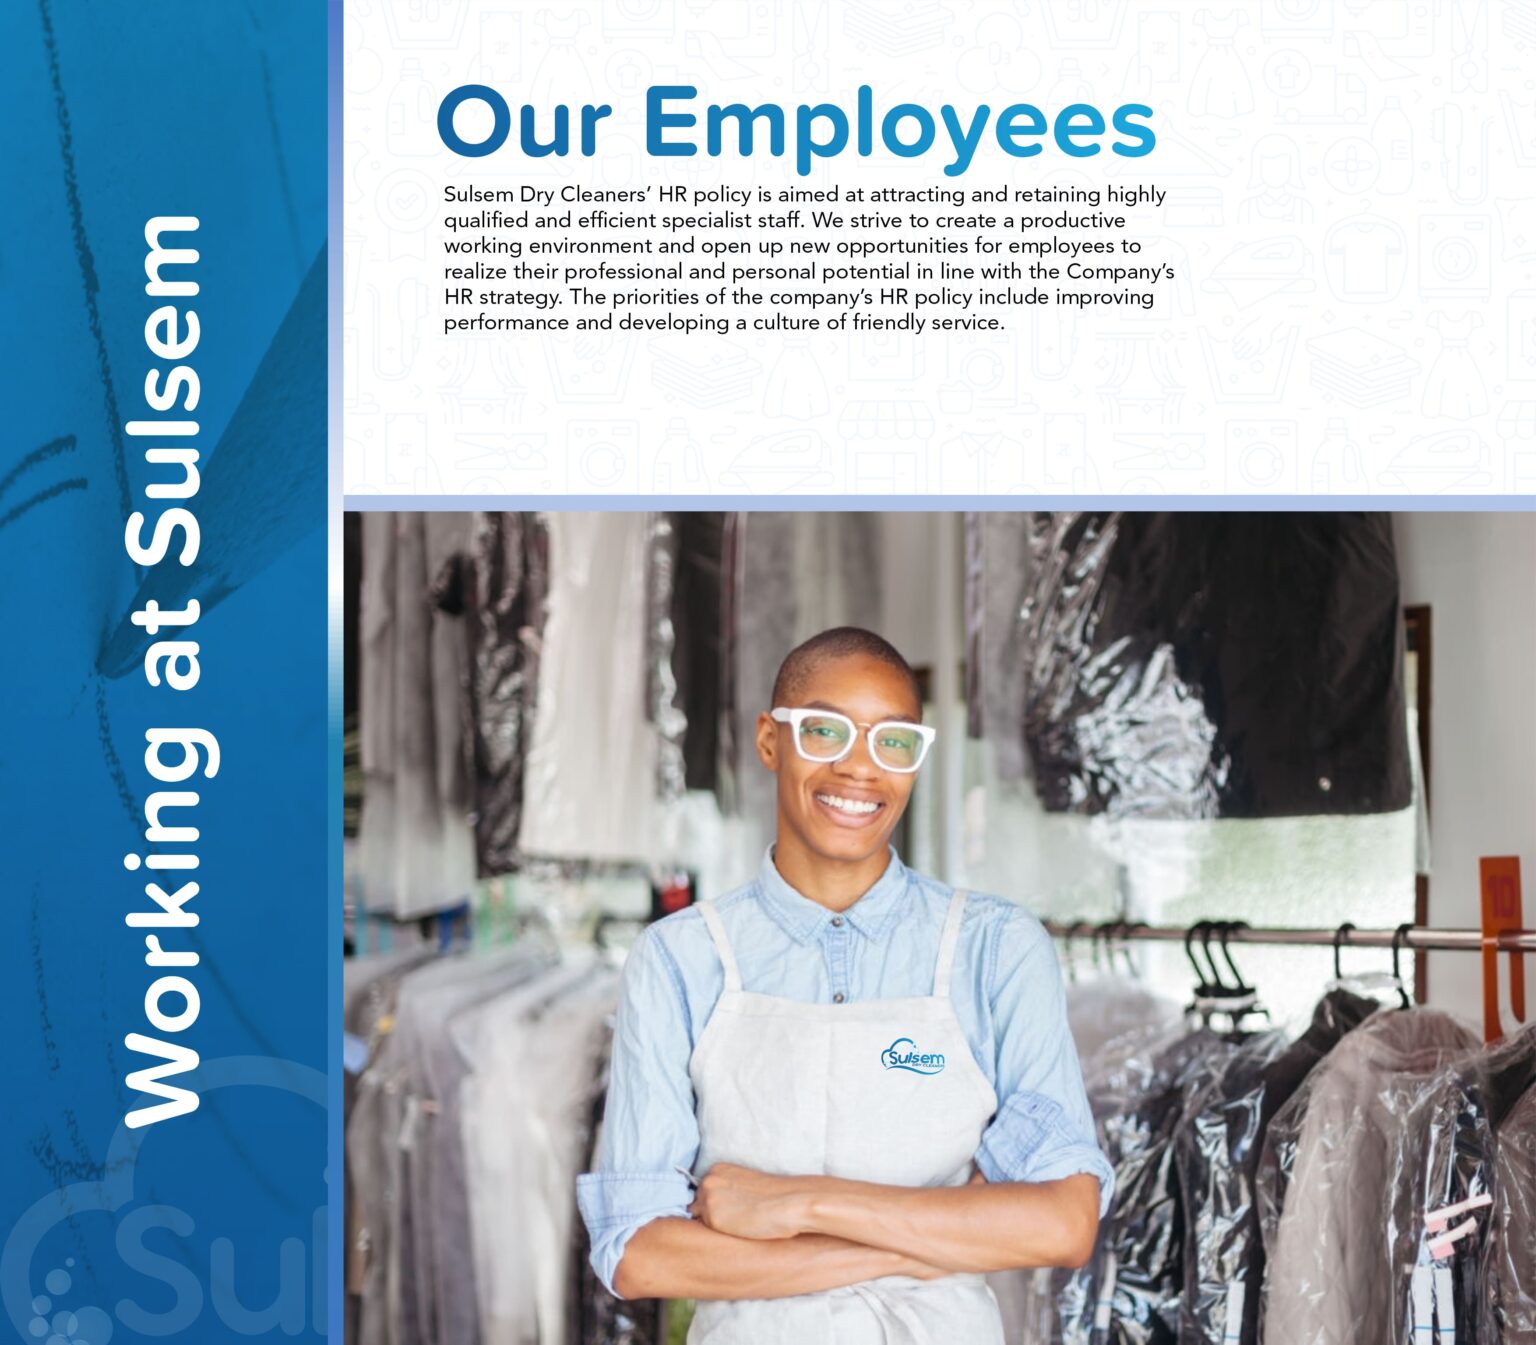 Working at Sulsem
Our Employees
Sulsem Dry Cleaners’ HR policy is aimed at attracting and retaining highly
qualified and efficient specialist staff. We strive to create a productive
working environment and open up new opportunities for employees to
realize their professional and personal potential in line with the Company’s
HR strategy. The priorities of the company’s HR policy include improving
performance and developing a culture of friendly service.
Sulsem
DRY CLEANERS
10
Sul